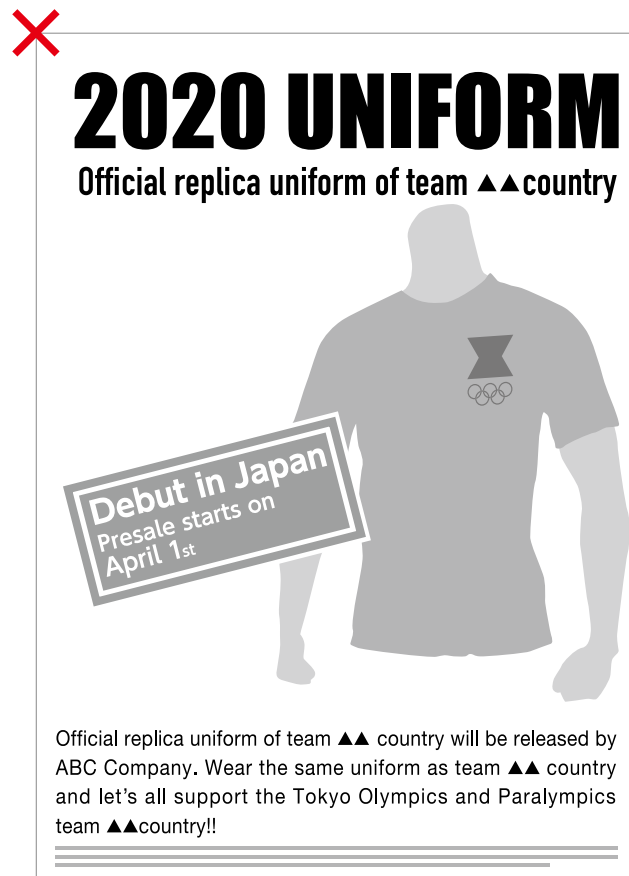 2020 UNIFORM
Official replica uniform of team ▲▲country
Debut in Japan
Presale starts on
April 1st
Official replica uniform of team ▲▲ country will be released by
ABC Company. Wear the same uniform as team ▲▲ country
and let's all support the Tokyo Olympics and Paralympics
team ▲▲country!!